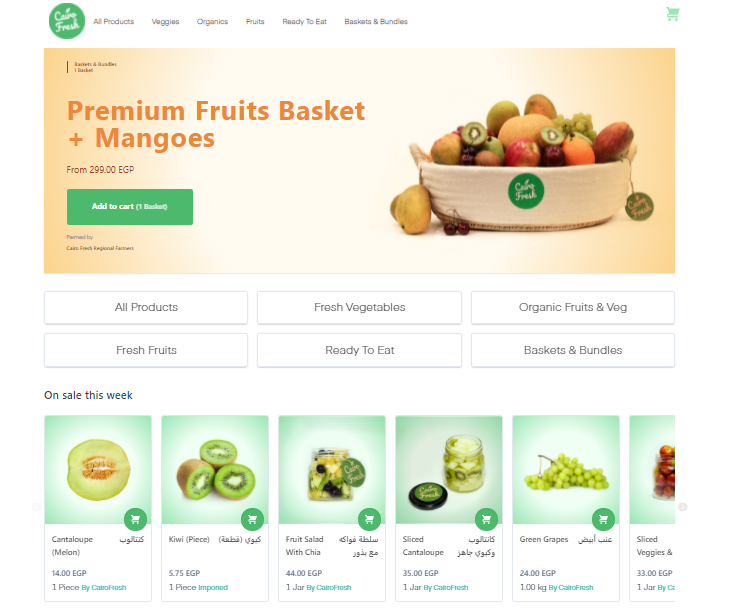 Cairo
Fresh
All Products
Veggies
Organics
Fruits
Ready To Eat
Baskets & Bundles
Baskets & Bundles
1 Basket
Premium Fruits Basket
+ Mangoes
From 299.00 EGP
Add to cart (1 Basket)
Farmed by
Cairo Fresh Regional Farmers
Cairo
Fresh
Cairo
Fresh
All Products
Fresh Vegetables
Organic Fruits & Veg
Fresh Fruits
Ready To Eat
Baskets & Bundles
On sale this week
Cairo
Fresh
Cairo
Fresh
Cantaloupe
(Melon)
كنتالوب
14.00 EGP
1 Piece By CairoFresh
Kiwi (Piece)
كيوي (قطعة)
5.75 EGP
1 Piece Imported
Fruit Salad
With Chia
سلطة فواكه
مع بذور
44.00 EGP
1 Jar By CairoFresh
Sliced
Cantaloupe
كانتالوب
وكيوي جاهز
35.00 EGP
1 Jar By CairoFresh
Green Grapes
عنب أبيض
24.00 EGP
1.00 kg By CairoFresh
Sliced
Veggies &
33.00 EGP
1 Jar By Ca